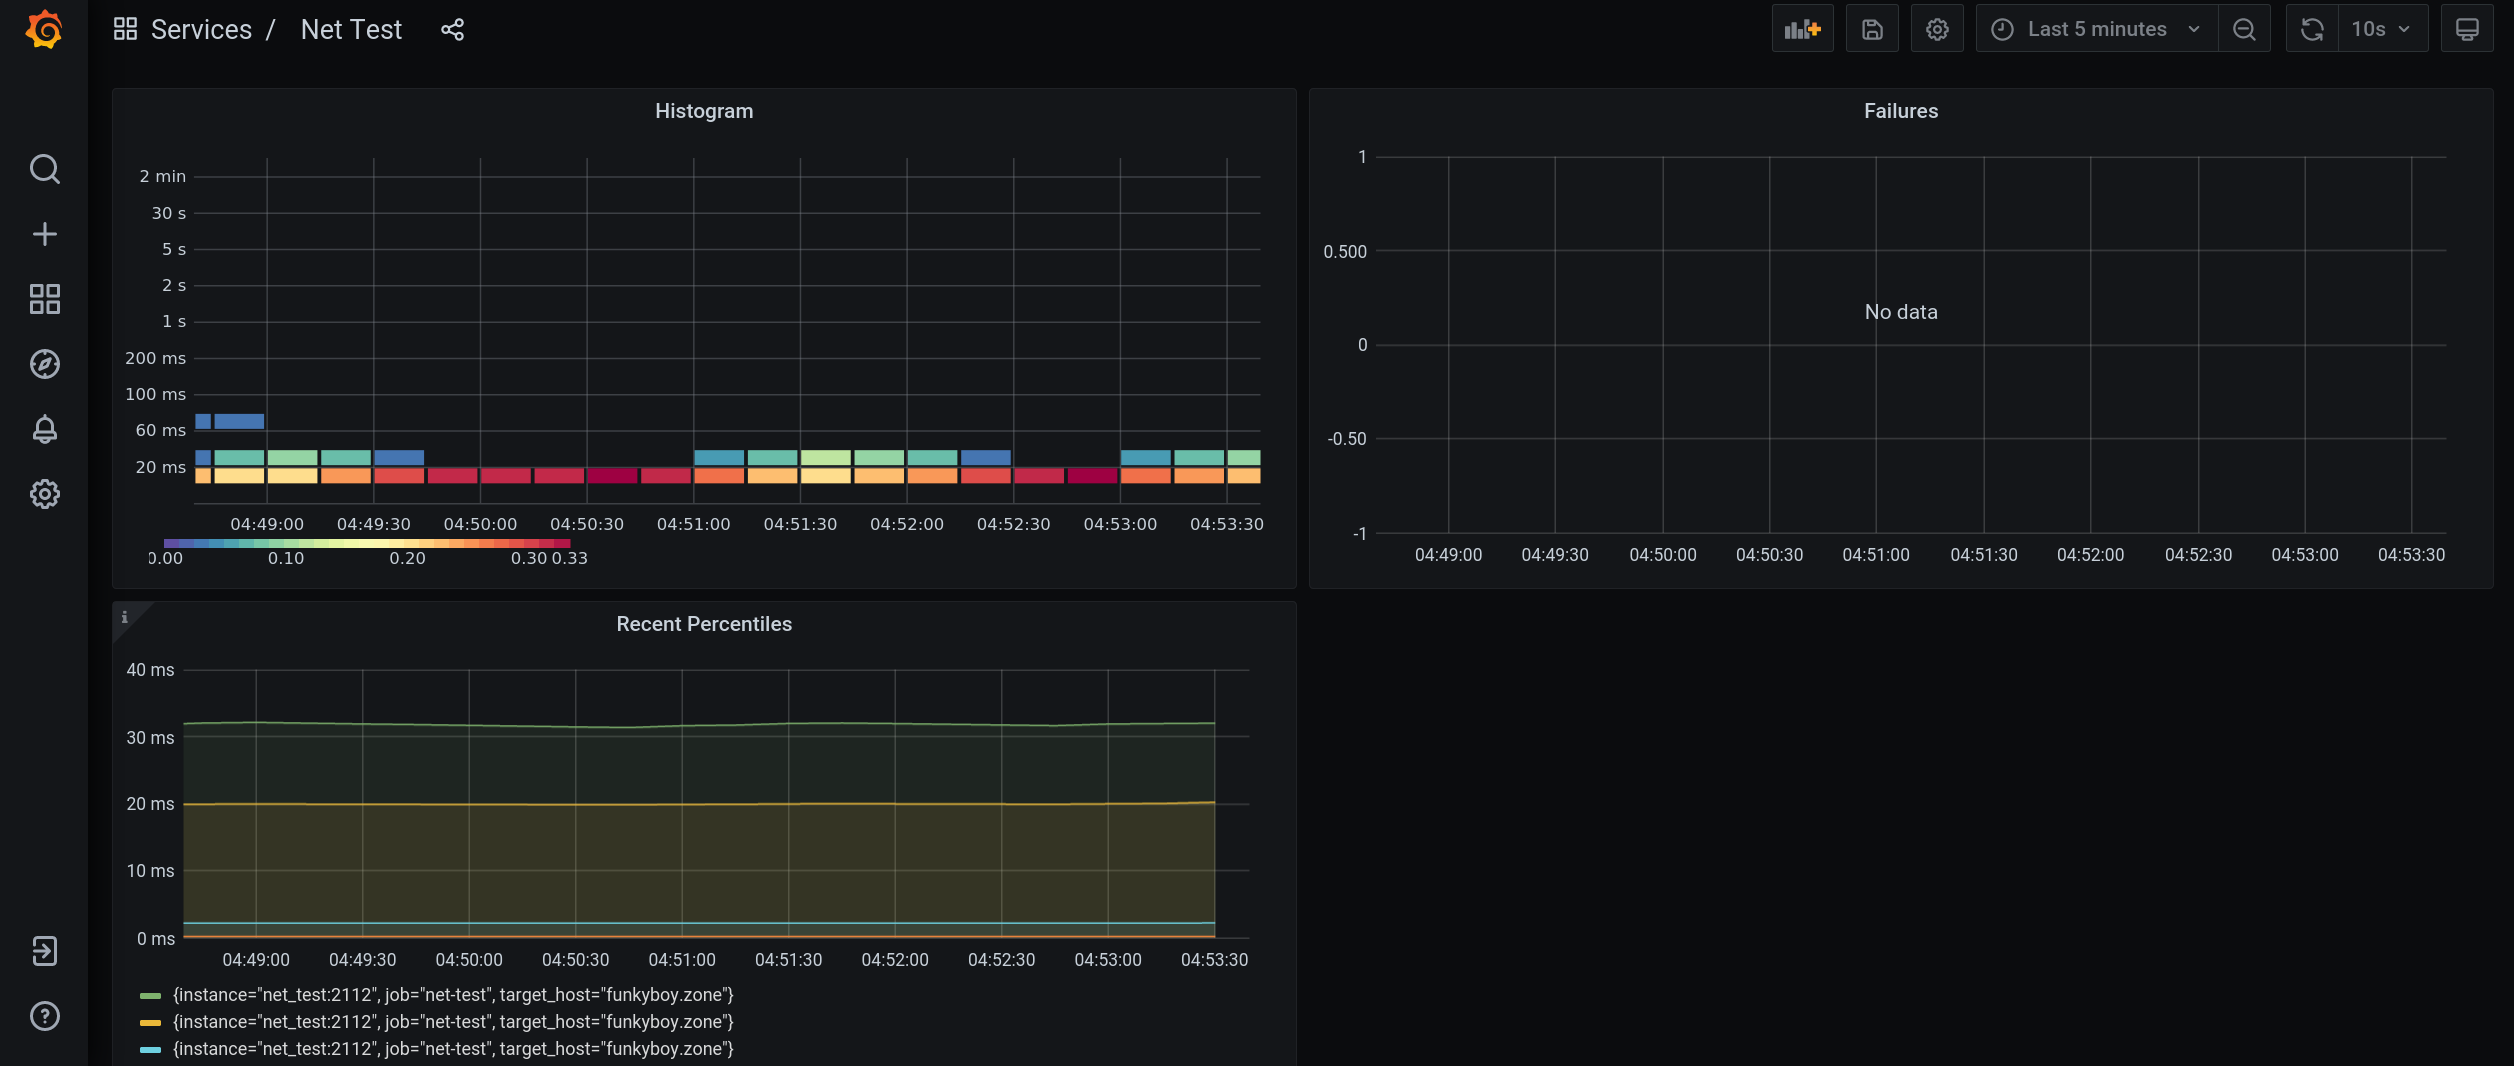 Services / Net Test
Last 5 minutes
10s
Histogram
2 min
30 s
5 s
2 s
1 s
200 ms
100 ms
60 ms
20 ms
04:49:00 04:49:30 04:50:00 04:50:30 04:51:00 04:51:30 04:52:00 04:52:30 04:53:00 04:53:30
0.00 0.10 0.20 0.30 0.33
Failures
1
0.500
No data
0
-0.50
-1
04:49:00 04:49:30 04:50:00 04:50:30 04:51:00 04:51:30 04:52:00 04:52:30 04:53:00 04:53:30
i
Recent Percentiles
40 ms
30 ms
20 ms
10 ms
0 ms
04:49:00 04:49:30 04:50:00 04:50:30 04:51:00 04:51:30 04:52:00 04:52:30 04:53:00 04:53:30
{instance="net_test:2112", job="net-test", target_host="funkyboy.zone"}
{instance="net_test:2112", job="net-test", target_host="funkyboy.zone"}
{instance="net_test:2112", job="net-test", target_host="funkyboy.zone"}